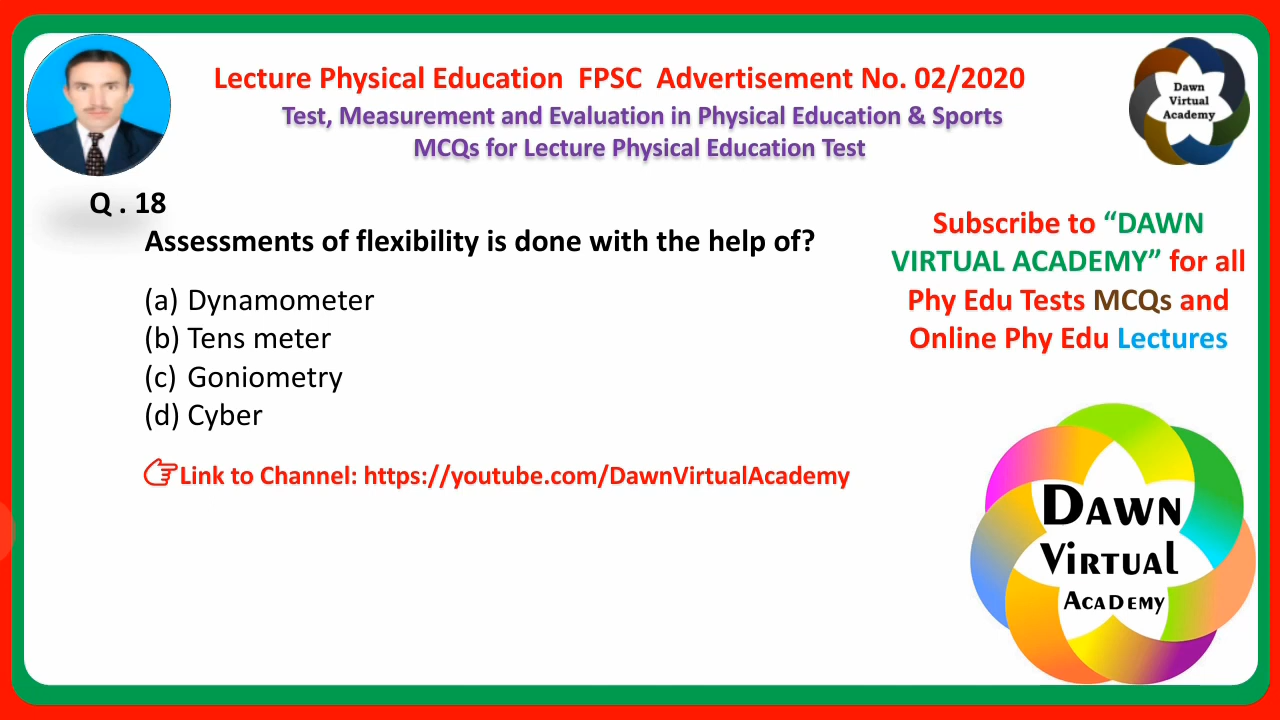 Lecture Physical Education FPSC Advertisement No. 02/2020
Test, Measurement and Evaluation in Physical Education & Sports
MCQs for Lecture Physical Education Test
Dawn
Virtual
Academy
Q . 18
Assessments of flexibility is done with the help of?
(a) Dynamometer
(b) Tens meter
(c) Goniometry
(d) Cyber
Link to Channel: https://youtube.com/DawnVirtualAcademy
Subscribe to “DAWN
VIRTUAL ACADEMY” for all
Phy Edu Tests MCQs and
Online Phy Edu Lectures
DAWN
VIRTUAL
ACADEMY